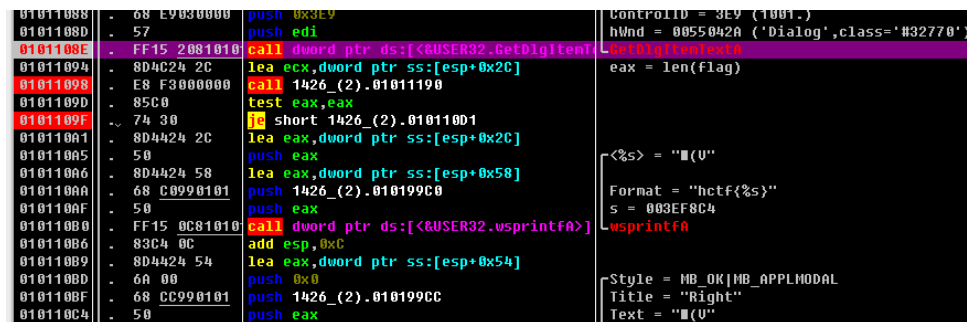 01011088 . 68 E9030000 push 0x3E9 ControlID = 3E9 (1001.)
0101108D . 57 push edi hWnd = 0055042A ('Dialog',class='#32770')
0101108E . FF15 20810101 call dword ptr ds:[<&USER32.GetDlgItemTe GetDlgItemTextA
01011094 . 8D4C24 2C lea ecx,dword ptr ss:[esp+0x2C] eax = len(flag)
01011098 . E8 F3000000 call 1426_(2).01011190
0101109D . 85C0 test eax,eax
0101109F . 74 30 je short 1426_(2).010110D1
010110A1 . 8D4424 2C lea eax,dword ptr ss:[esp+0x2C]
010110A5 . 50 push eax <%s> = "█(V"
010110A6 . 8D4424 58 lea eax,dword ptr ss:[esp+0x58]
010110AA . 68 C0990101 push 1426_(2).010199C0 Format = "hctf{%s}"
010110AF . 50 push eax s = 003EF8C4
010110B0 . FF15 0C810101 call dword ptr ds:[<&USER32.wsprintfA>] wsprintfA
010110B6 . 83C4 0C add esp,0xC
010110B9 . 8D4424 54 lea eax,dword ptr ss:[esp+0x54]
010110BD . 6A 00 push 0x0 Style = MB_OK|MB_APPLMODAL
010110BF . 68 CC990101 push 1426_(2).010199CC Title = "Right"
010110C4 . 50 push eax Text = "█(V"